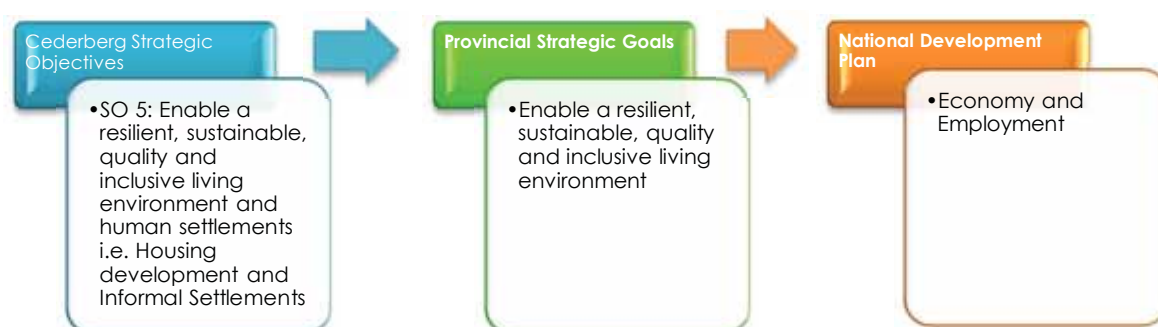 Cederberg Strategic
Objectives
•SO 5: Enable a
resilient, sustainable,
quality and
inclusive living
environment and
human settlements
i.e. Housing
development and
Informal Settlements
Provincial Strategic Goals
•Enable a resilient,
sustainable, quality
and inclusive living
environment
National Development
Plan
•Economy and
Employment